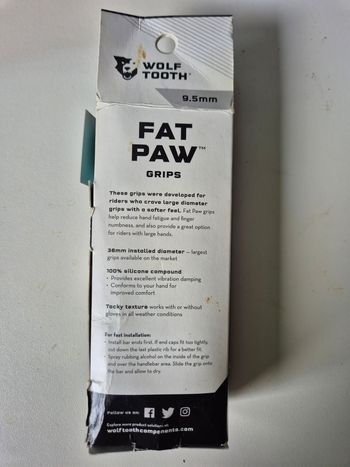 WOLF
TOOTH
9.5mm
FAT
PAW™
GRIPS
These grips were developed for
riders who crave large diameter
grips with a softer feel. Fat Paw grips
help reduce hand fatigue and finger
numbness, and also provide a great option
for riders with large hands.
36mm installed diameter – largest
grips available on the market
100% silicone compound
• Provides excellent vibration damping
• Conforms to your hand for
improved comfort
Tacky texture works with or without
gloves in all weather conditions
For fast installation:
• Install bar ends first. If end caps fit too tightly,
cut down the last plastic rib for a better fit.
• Spray rubbing alcohol on the inside of the grip
and over the handlebar area. Slide the grip onto
the bar and allow to dry.
Follow us on:
Explore more product solutions at
wolftoothcomponents.com